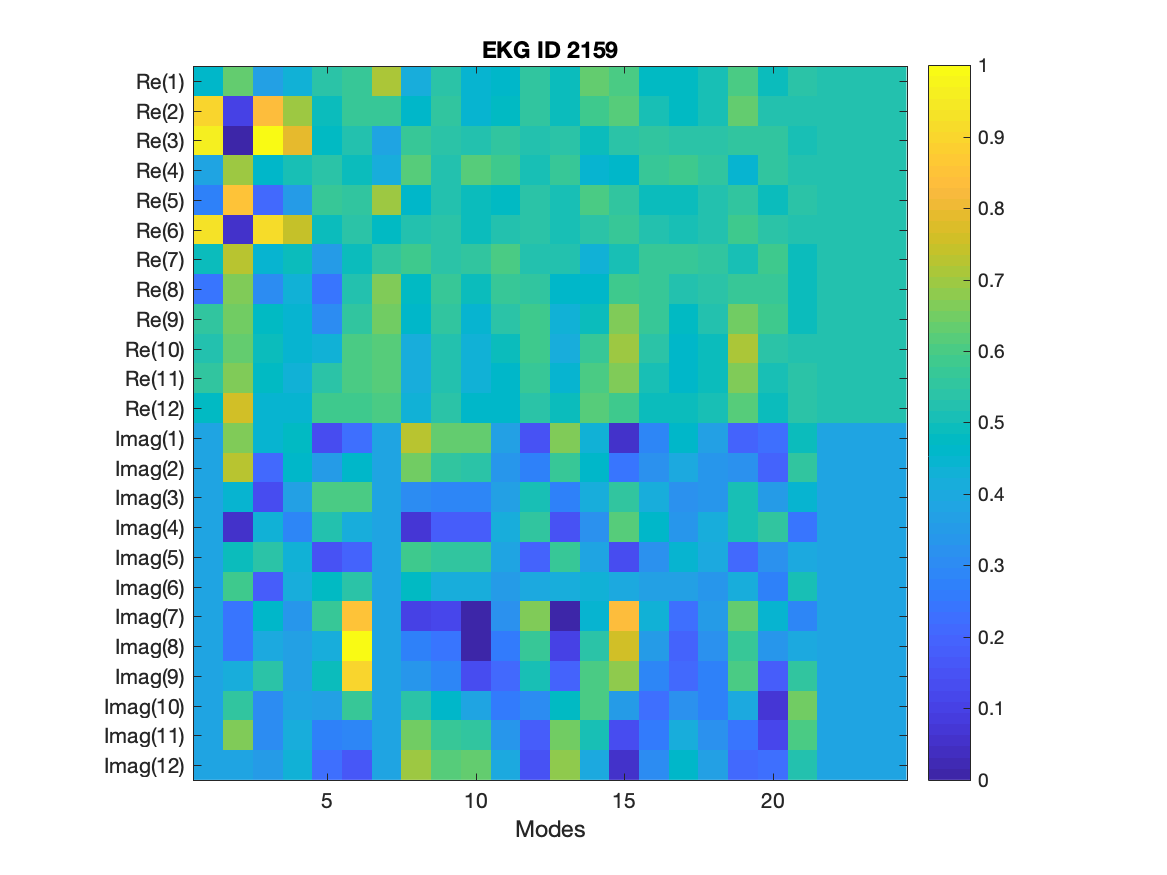 EKG ID 2159
Re(1)
Re(2)
Re(3)
Re(4)
Re(5)
Re(6)
Re(7)
Re(8)
Re(9)
Re(10)
Re(11)
Re(12)
Imag(1)
Imag(2)
Imag(3)
Imag(4)
Imag(5)
Imag(6)
Imag(7)
Imag(8)
Imag(9)
Imag(10)
Imag(11)
Imag(12)
5 10 15 20
Modes
1
0.9
0.8
0.7
0.6
0.5
0.4
0.3
0.2
0.1
0